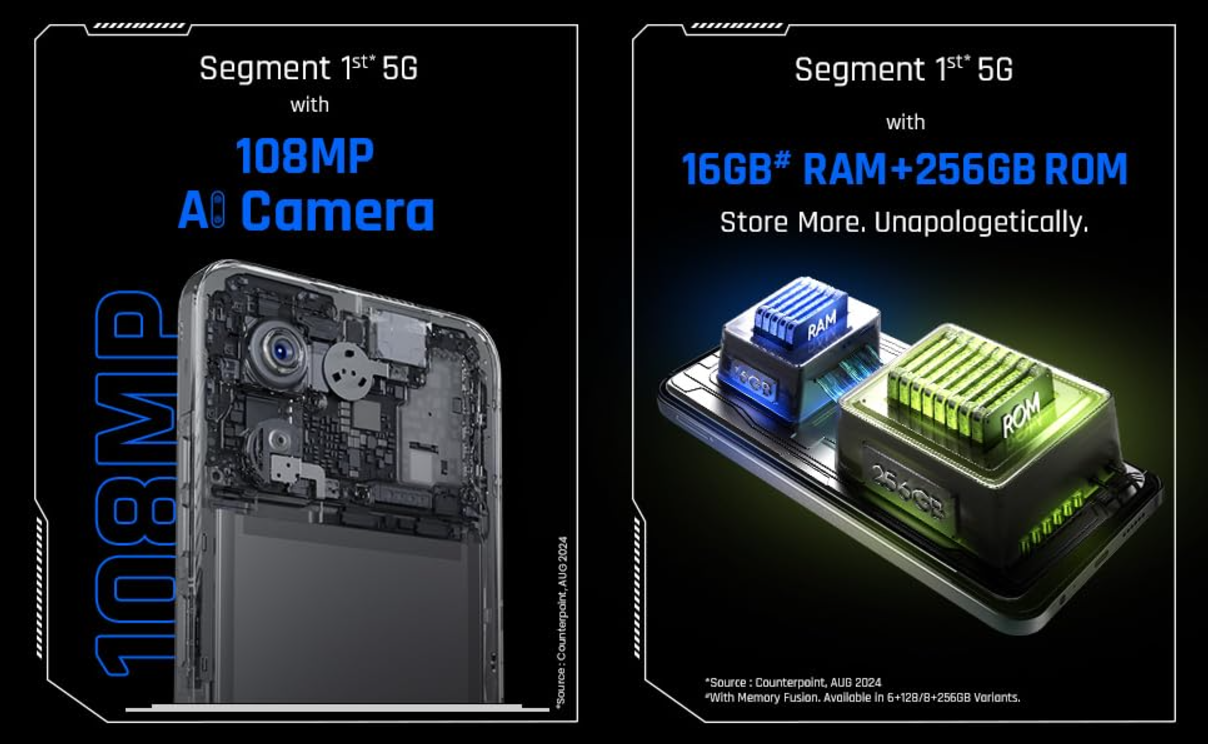 Segment 1st* 5G
with
108MP
Ai Camera
108MP
*Source : Counterpoint, AUG 2024
Segment 1st* 5G
with
16GB# RAM+256GB ROM
Store More. Unapologetically.
RAM
16GB
ROM
256GB
*Source : Counterpoint, AUG 2024
#With Memory Fusion. Available in 6+128/8+256GB Variants.